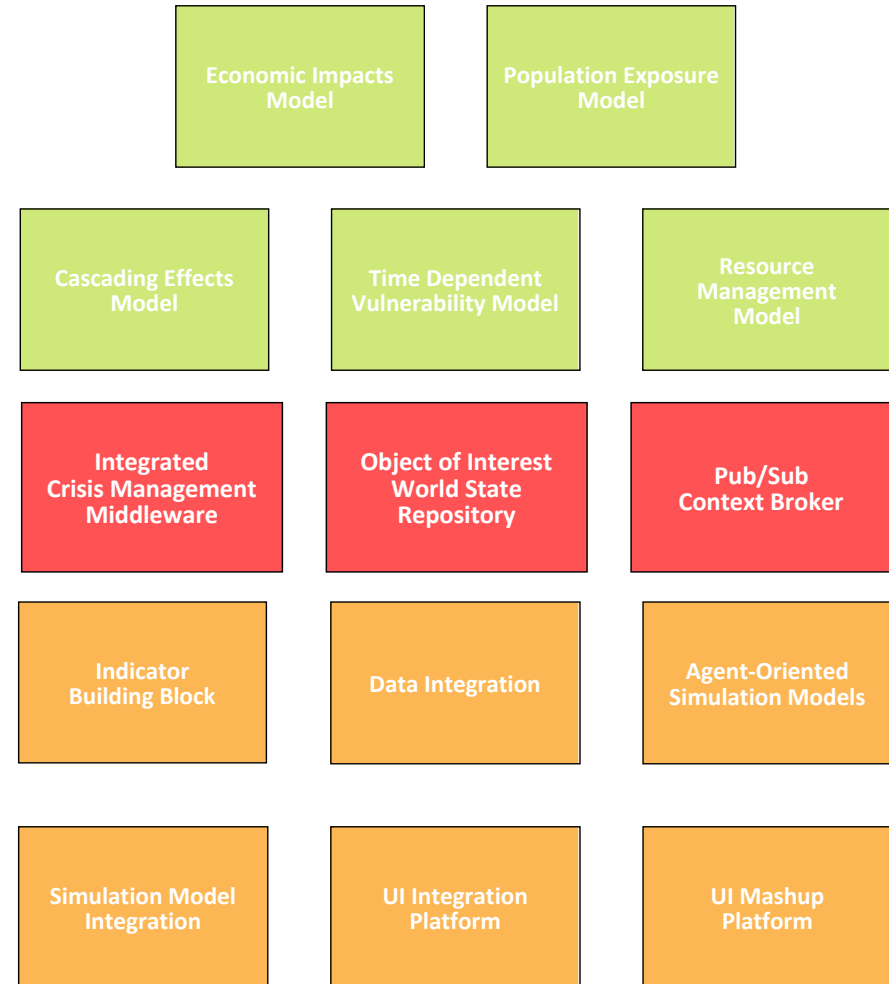 Economic Impacts
Model
Population Exposure
Model
Cascading Effects
Model
Time Dependent
Vulnerability Model
Resource
Management
Model
Integrated
Crisis Management
Middleware
Object of Interest
World State
Repository
Pub/Sub
Context Broker
Indicator
Building Block
Data Integration
Agent-Oriented
Simulation Models
Simulation Model
Integration
UI Integration
Platform
UI Mashup
Platform